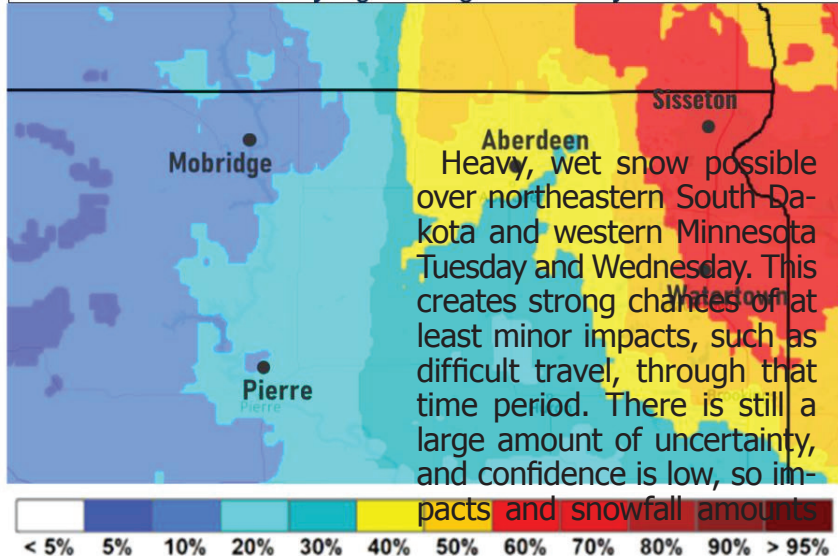 Sisseton
Aberdeen
Mobridge
Heavy, wet snow possible
over northeastern South Da-
kota and western Minnesota
Tuesday and Wednesday. This
creates strong chances of at
Watertown
least minor impacts, such as
difficult travel, through that
Pierre
Pierre
time period. There is still a
large amount of uncertainty,
and confidence is low, so im-
pacts and snowfall amounts
< 5% 5% 10% 20% 30% 40% 50% 60% 70% 80% 90% > 95%